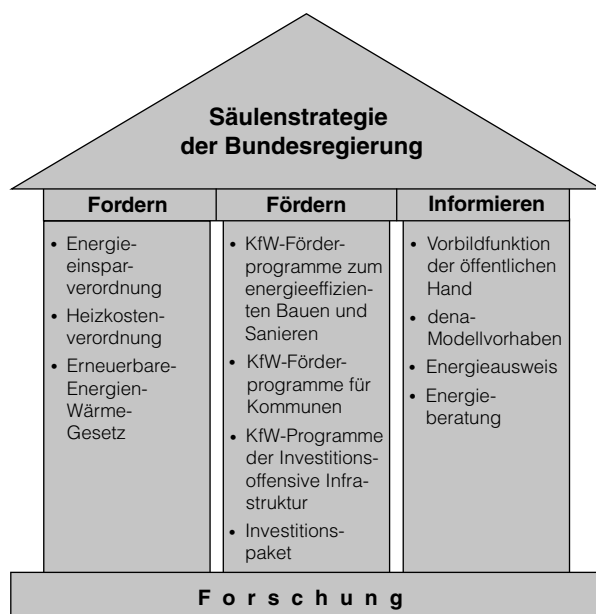 Säulenstrategie
der Bundesregierung
Fordern
• Energie-
einspar-
verordnung
• Heizkosten-
verordnung
• Erneuerbare-
Energien-
Wärme-
Gesetz
Fördern
• KfW-Förder-
programme zum
energieeffizien-
ten Bauen und
Sanieren
• KfW-Förder-
programme für
Kommunen
• KfW-Programme
der Investitions-
offensive Infra-
struktur
• Investitions-
paket
Informieren
• Vorbildfunktion
der öffentlichen
Hand
• dena-
Modellvorhaben
• Energieausweis
• Energie-
beratung
Forschung